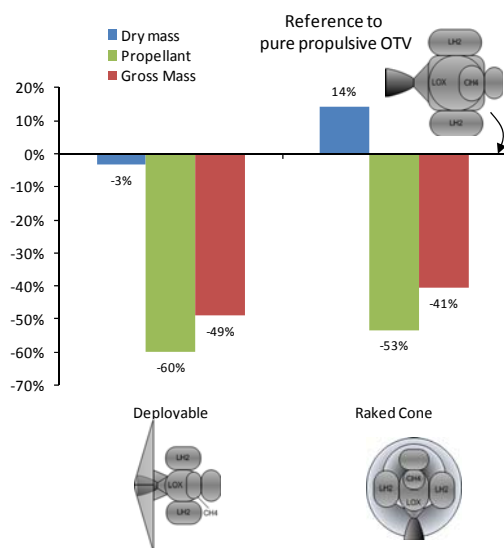 Reference to
pure propulsive OTV
Dry mass
Propellant
Gross Mass
LH2
LOX
CH4
LH2
20%
10%
0%
-10%
-20%
-30%
-40%
-50%
-60%
-70%
-3%
-60%
-49%
14%
-53%
-41%
Deployable
Raked Cone
LH2
LOX
LH2
CH4
CH4
LH2
LH2
LOX